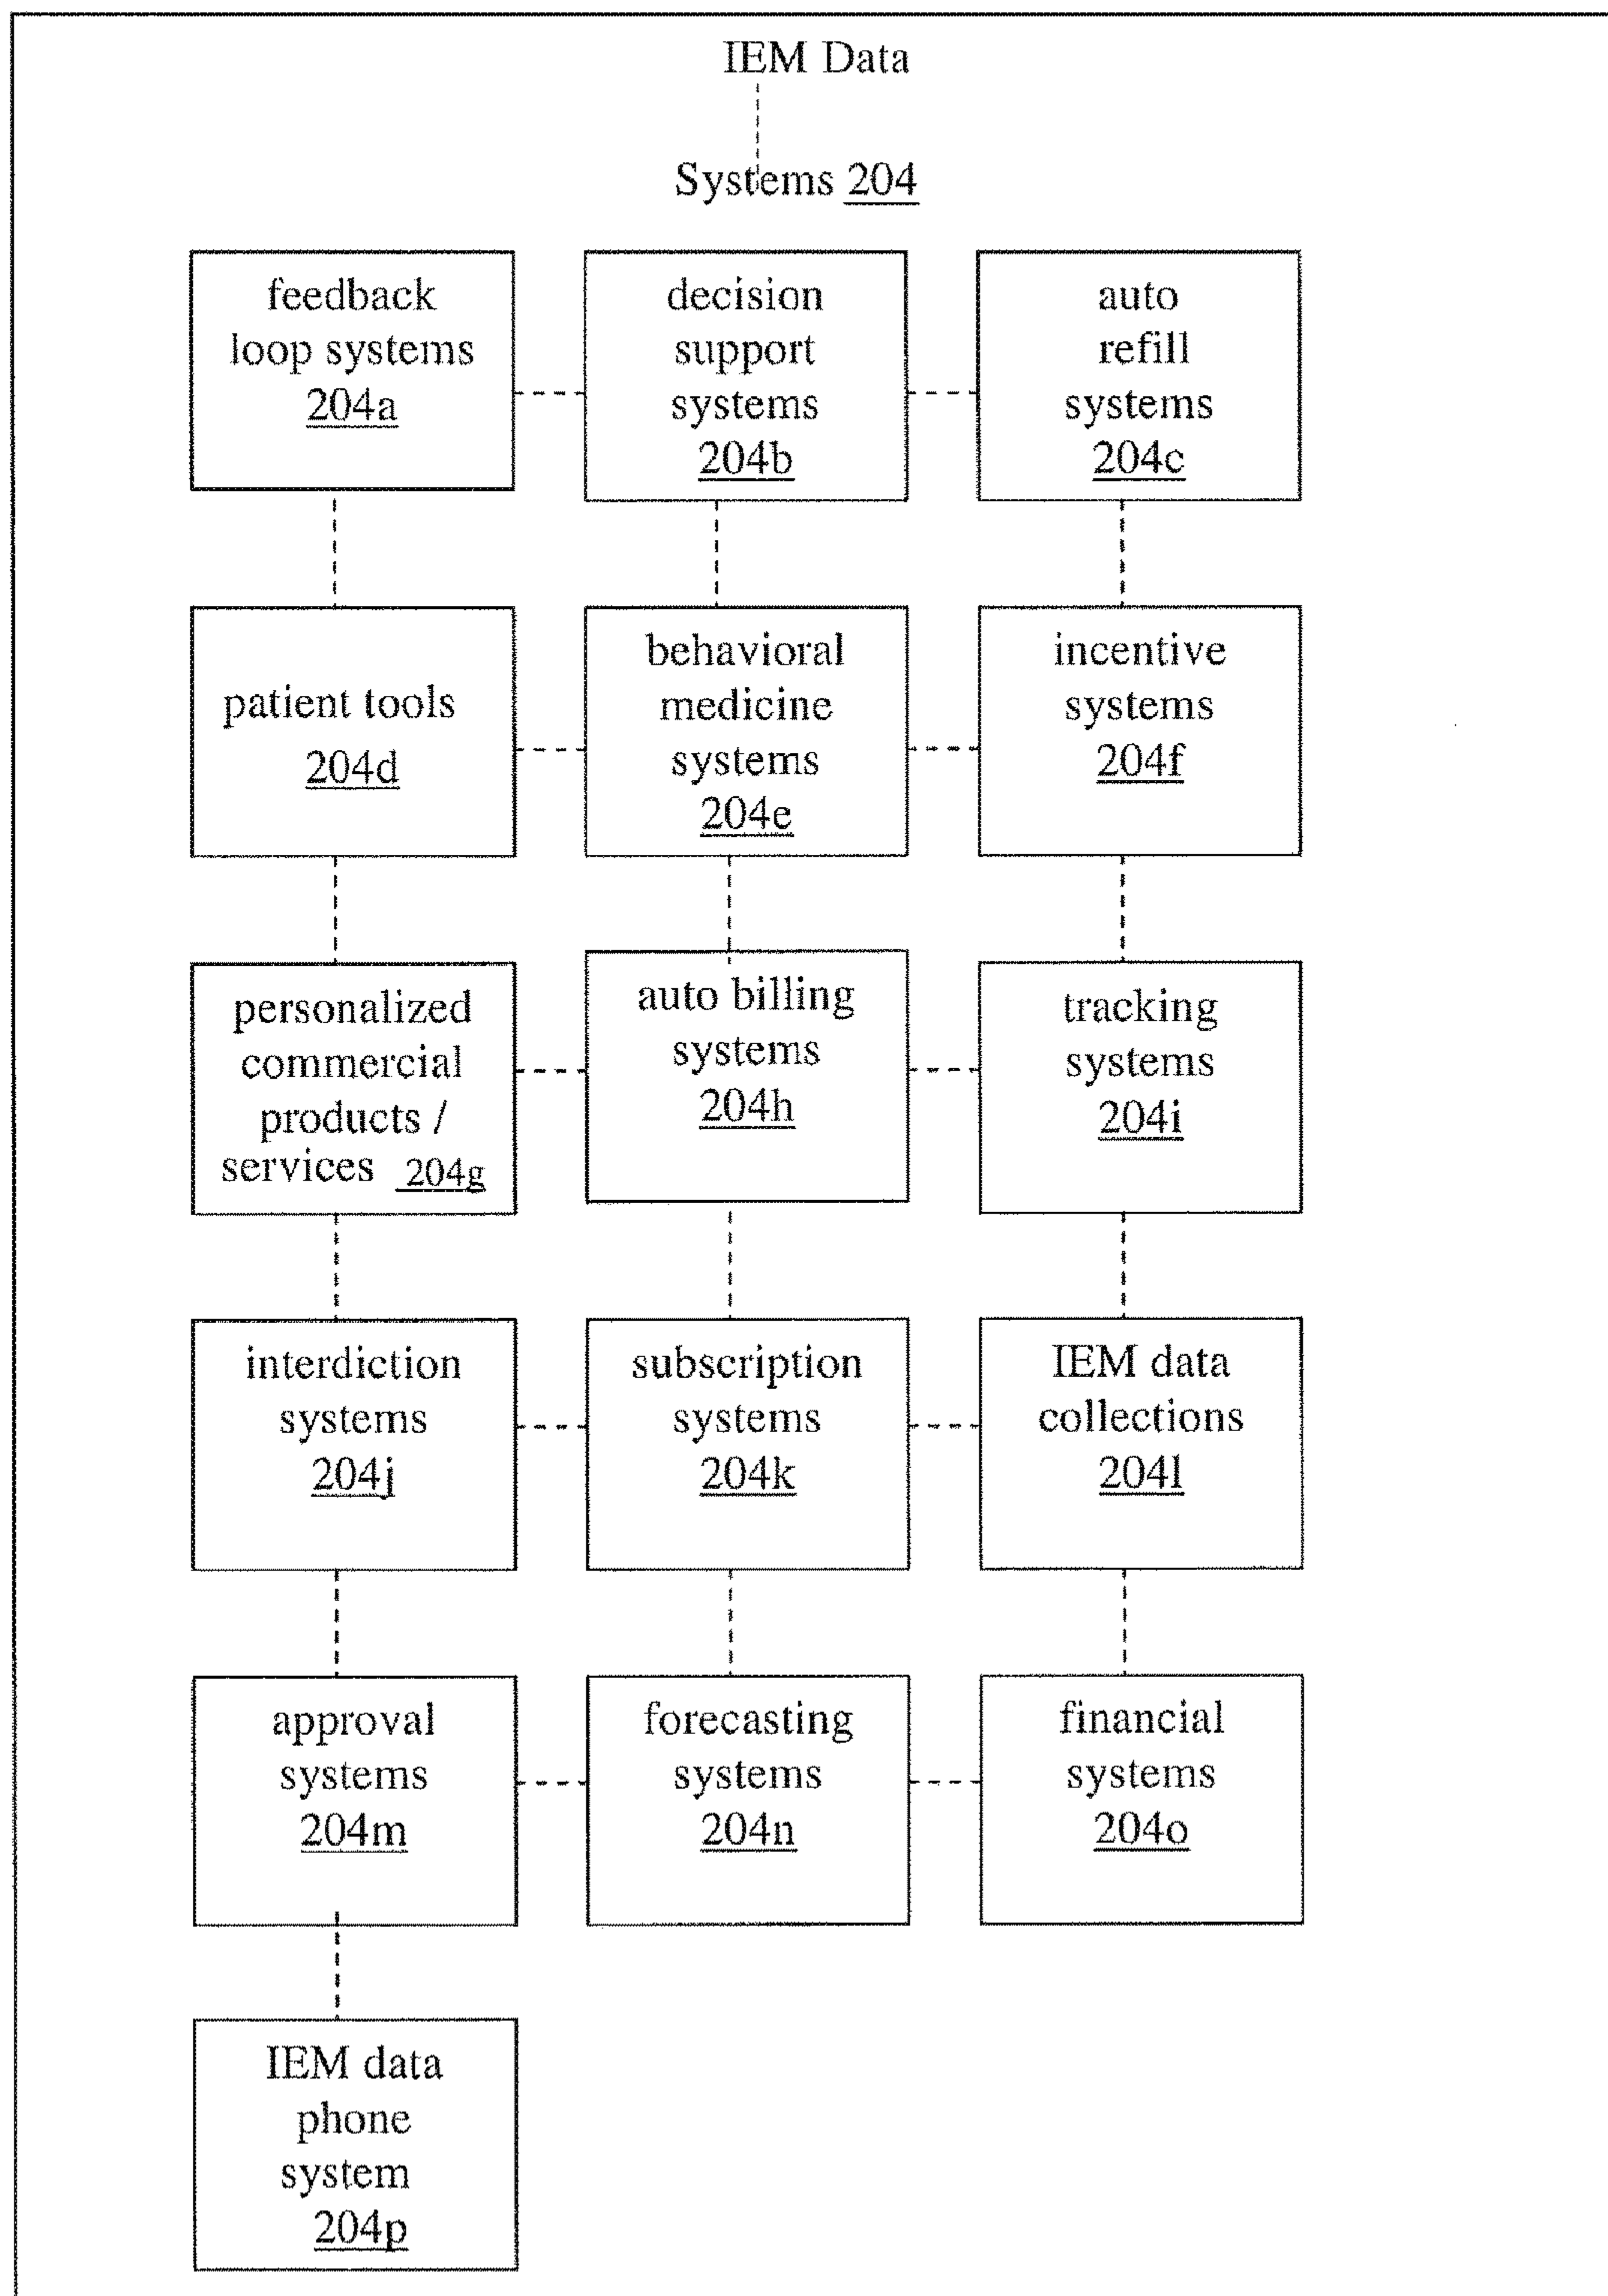 IEM Data
Systems 204
feedback
loop systems
204a
decision
support
systems
204b
auto
refill
systems
204c
patient tools
204d
behavioral
medicine
systems
204e
incentive
systems
204f
personalized
commercial
products /
services 204g
auto billing
systems
204h
tracking
systems
204i
interdiction
systems
204j
subscription
systems
204k
IEM data
collections
204l
approval
systems
204m
forecasting
systems
204n
financial
systems
204o
IEM data
phone
system
204p